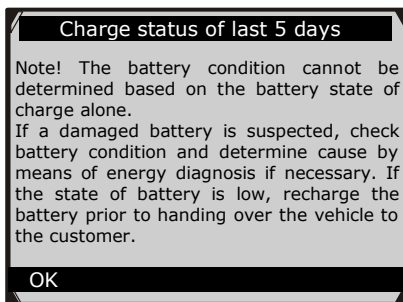 Charge status of last 5 days
Note! The battery condition cannot be
determined based on the battery state of
charge alone.
If a damaged battery is suspected, check
battery condition and determine cause by
means of energy diagnosis if necessary. If
the state of battery is low, recharge the
battery prior to handing over the vehicle to
the customer.
OK